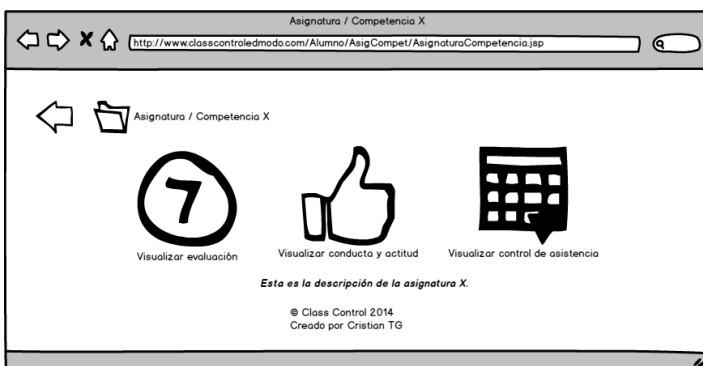 Asignatura / Competencia X
http://www.classcontroledmodo.com/Alumno/AsigCompet/AsignaturaCompetencia.jsp
Asignatura / Competencia X
7
Visualizar evaluación
Visualizar conducta y actitud
Visualizar control de asistencia
Esta es la descripción de la asignatura X.
© Class Control 2014
Creado por Cristian TG